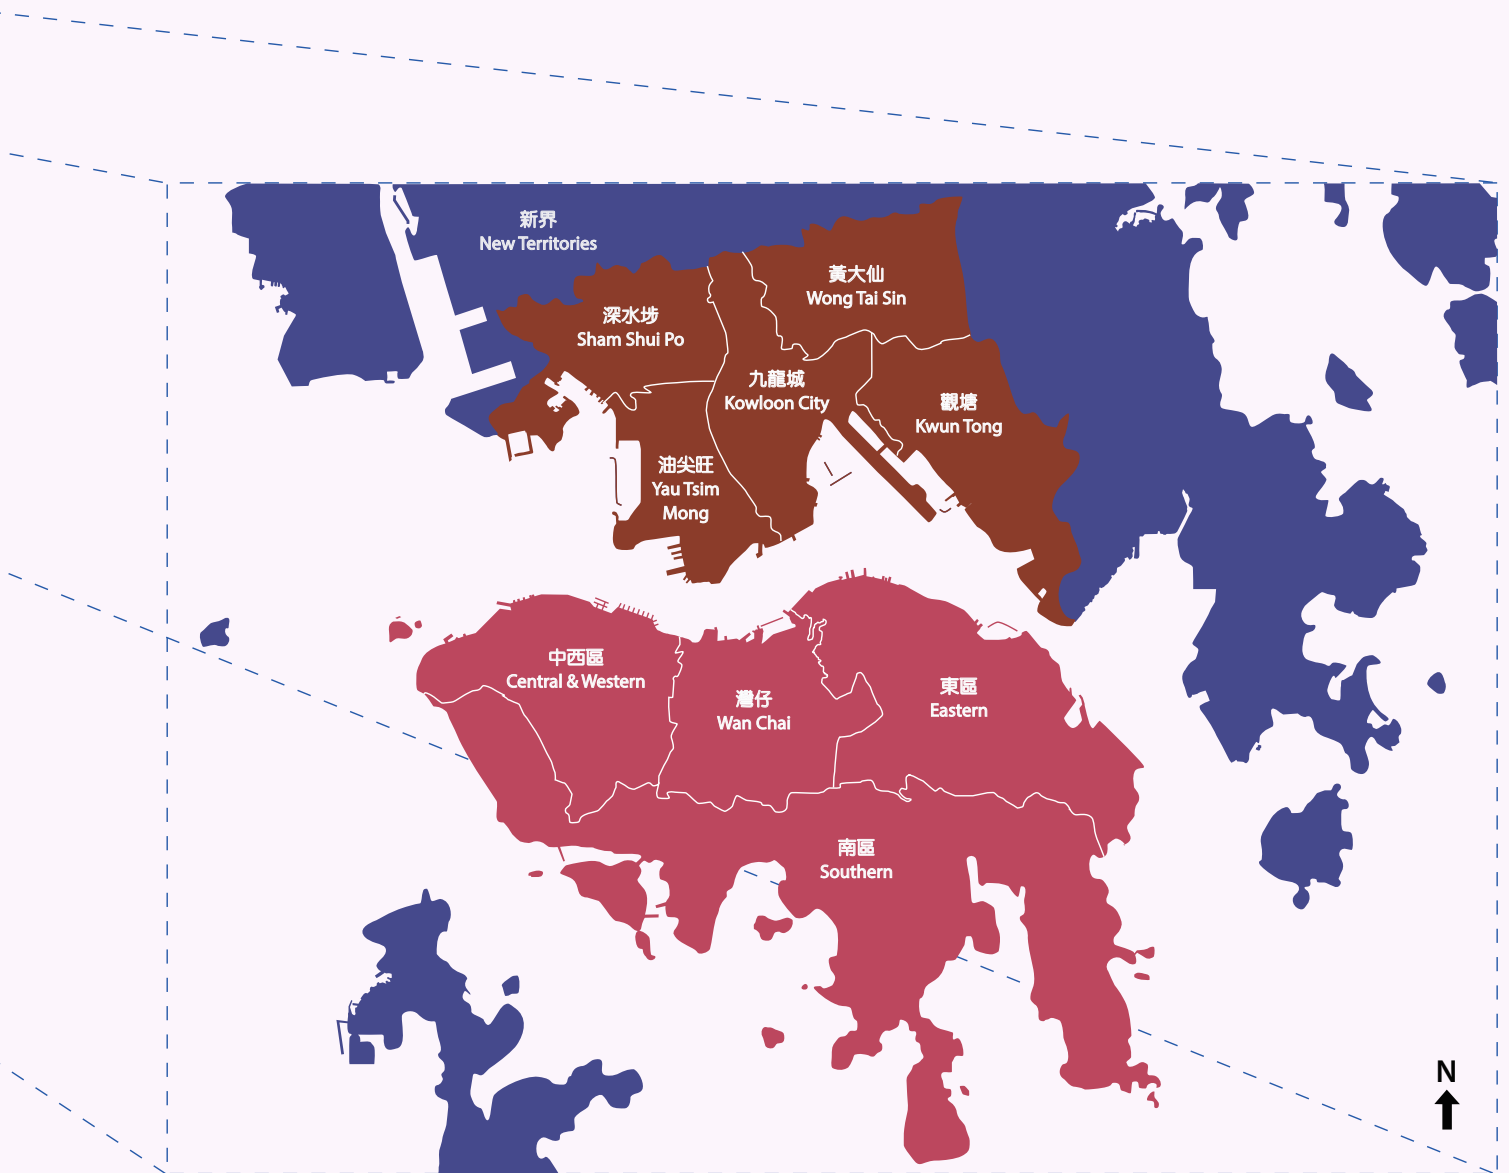 新界
New Territories
黃大仙
Wong Tai Sin
深水埗
Sham Shui Po
九龍城
Kowloon City
觀塘
Kwun Tong
油尖旺
Yau Tsim
Mong
中西區
Central & Western
灣仔
Wan Chai
東區
Eastern
南區
Southern
N